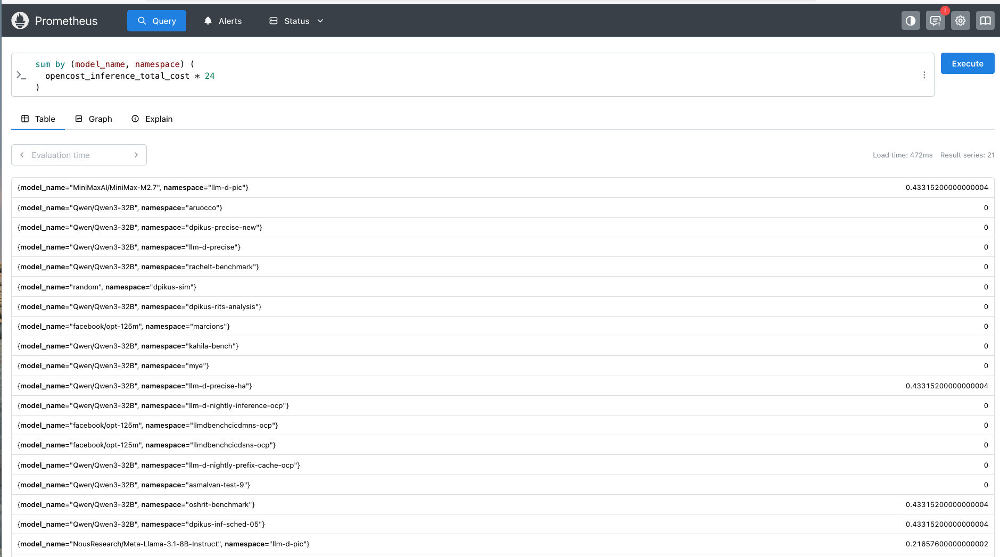 Prometheus Query Alerts Status !
sum by (model_name, namespace) (
opencost_inference_total_cost * 24
)
Execute
Table Graph Explain
Evaluation time Load time: 472ms Result series: 21
{model_name="MiniMaxAI/MiniMax-M2.7", namespace="llm-d-pic"} 0.43315200000000004
{model_name="Qwen/Qwen3-32B", namespace="aruocco"} 0
{model_name="Qwen/Qwen3-32B", namespace="dpikus-precise-new"} 0
{model_name="Qwen/Qwen3-32B", namespace="llm-d-precise"} 0
{model_name="Qwen/Qwen3-32B", namespace="rachelt-benchmark"} 0
{model_name="random", namespace="dpikus-sim"} 0
{model_name="Qwen/Qwen3-32B", namespace="dpikus-rits-analysis"} 0
{model_name="facebook/opt-125m", namespace="marcions"} 0
{model_name="Qwen/Qwen3-32B", namespace="kahila-bench"} 0
{model_name="Qwen/Qwen3-32B", namespace="mye"} 0
{model_name="Qwen/Qwen3-32B", namespace="llm-d-precise-ha"} 0.43315200000000004
{model_name="Qwen/Qwen3-32B", namespace="llm-d-nightly-inference-ocp"} 0
{model_name="facebook/opt-125m", namespace="llmdbenchcicdmns-ocp"} 0
{model_name="facebook/opt-125m", namespace="llmdbenchcicdsns-ocp"} 0
{model_name="Qwen/Qwen3-32B", namespace="llm-d-nightly-prefix-cache-ocp"} 0
{model_name="Qwen/Qwen3-32B", namespace="asmalvan-test-9"} 0
{model_name="Qwen/Qwen3-32B", namespace="oshrit-benchmark"} 0.43315200000000004
{model_name="Qwen/Qwen3-32B", namespace="dpikus-inf-sched-05"} 0.43315200000000004
{model_name="NousResearch/Meta-Llama-3.1-8B-Instruct", namespace="llm-d-pic"} 0.21657600000000002